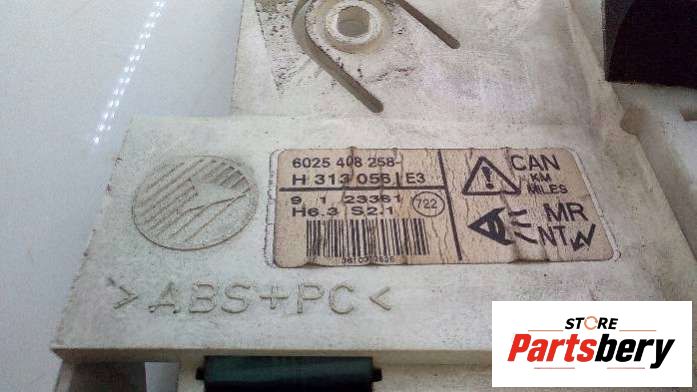 6025 408 258-
H 313 056 E3
9 1 23361
H6.3 S2.1
722
CAN
KM
MILES
MR
NT
>ABS+PC<
STORE
Partsbery